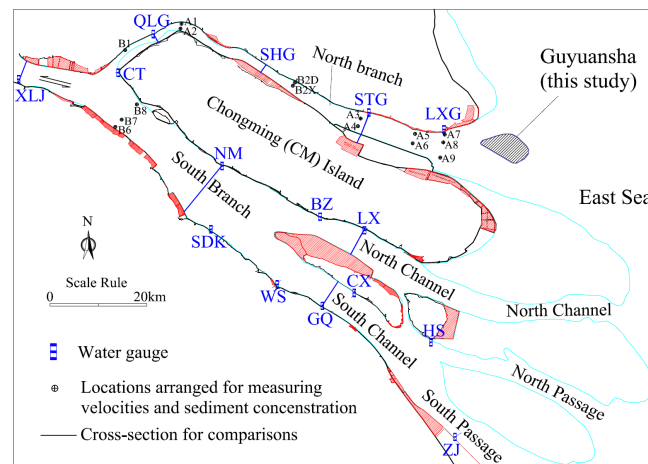 QLG
A1
A2
B1
SHG
North branch
Guyuansha
(this study)
CT
B2D
B2X
XLJ
STG
LXG
A3
A4
A5
A7
A6
A8
A9
B8
B7
B6
Chongming (CM) Island
South Branch
NM
East Sea
BZ
LX
N
SDK
North Channel
Scale Rule
0
20km
WS
CX
GQ
South Channel
North Channel
HS
Water gauge
North Passage
Locations arranged for measuring
velocities and sediment concentration
South Passage
Cross-section for comparisons
ZJ